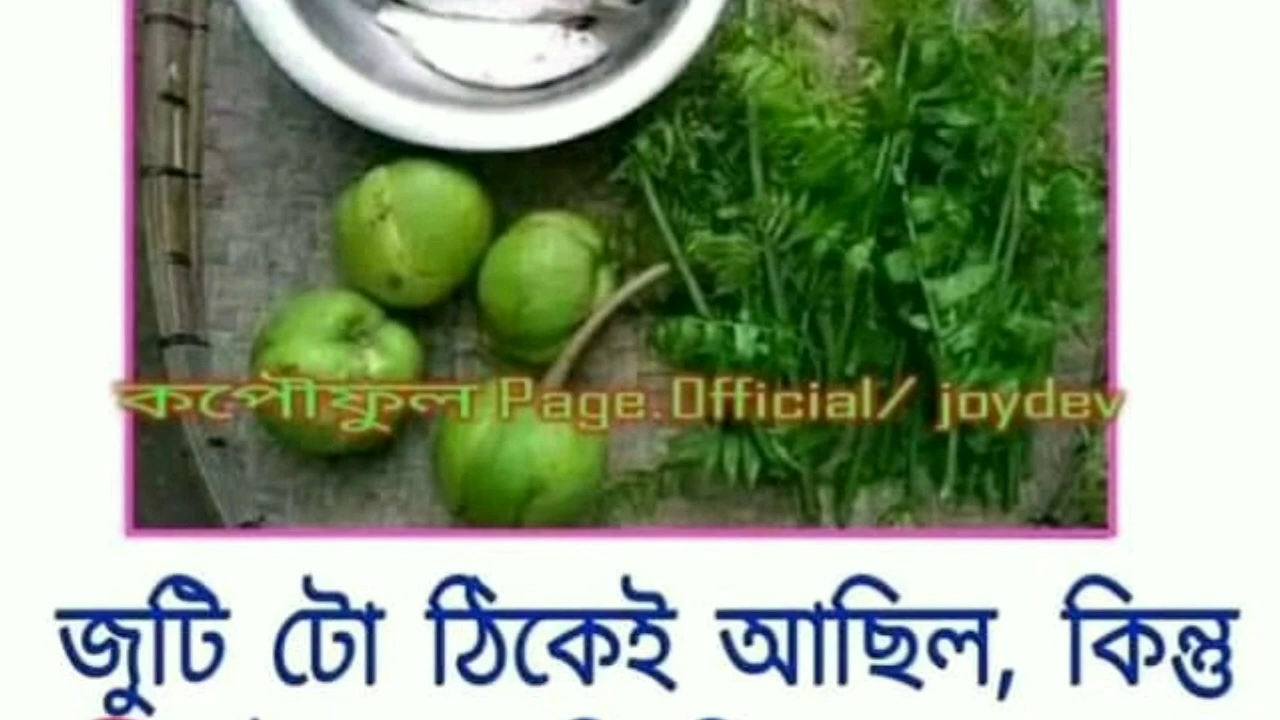 কপৌফুল Page.Official/ joydev
জুটি টো ঠিকেই আছিল, কিন্তু